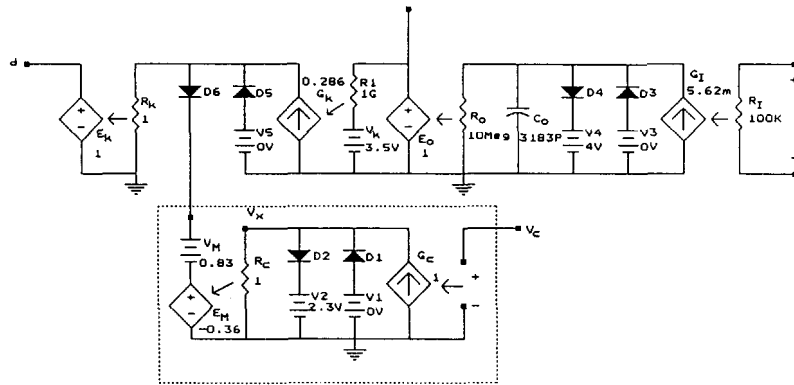 d
+
-
E_k
1
R_k
1
D6
D5
V5
0V
0.286
G_k
R1
1G
V_k
3.5V
+
-
E_o
1
R_o
10Meg
C_o
3183P
D4
V4
4V
D3
V3
0V
G_I
5.62m
R_I
100K
+
-
V_x
V_M
0.83
+
-
E_M
-0.36
R_c
1
D2
V2
2.3V
D1
V1
0V
G_c
1
+
-
V_c